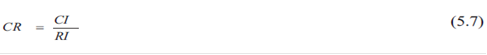 CR = CI / RI (5.7)